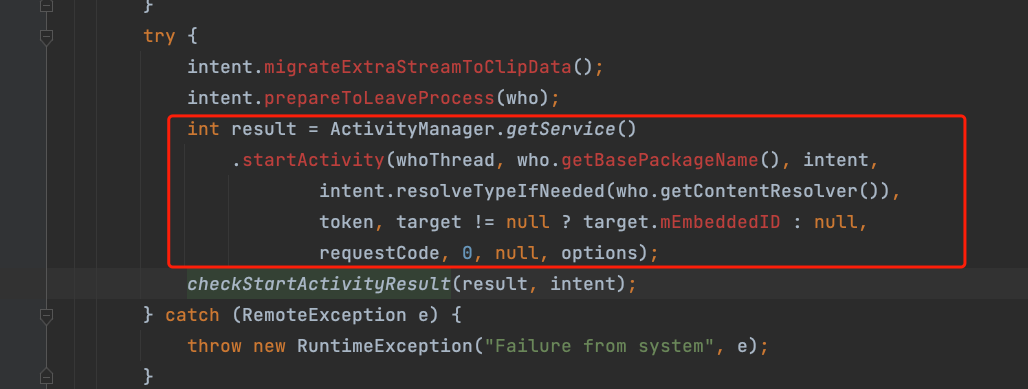 }
try {
intent.migrateExtraStreamToClipData();
intent.prepareToLeaveProcess(who);
int result = ActivityManager.getService()
.startActivity(whoThread, who.getBasePackageName(), intent,
intent.resolveTypeIfNeeded(who.getContentResolver()),
token, target != null ? target.mEmbeddedID : null,
requestCode, 0, null, options);
checkStartActivityResult(result, intent);
} catch (RemoteException e) {
throw new RuntimeException("Failure from system", e);
}